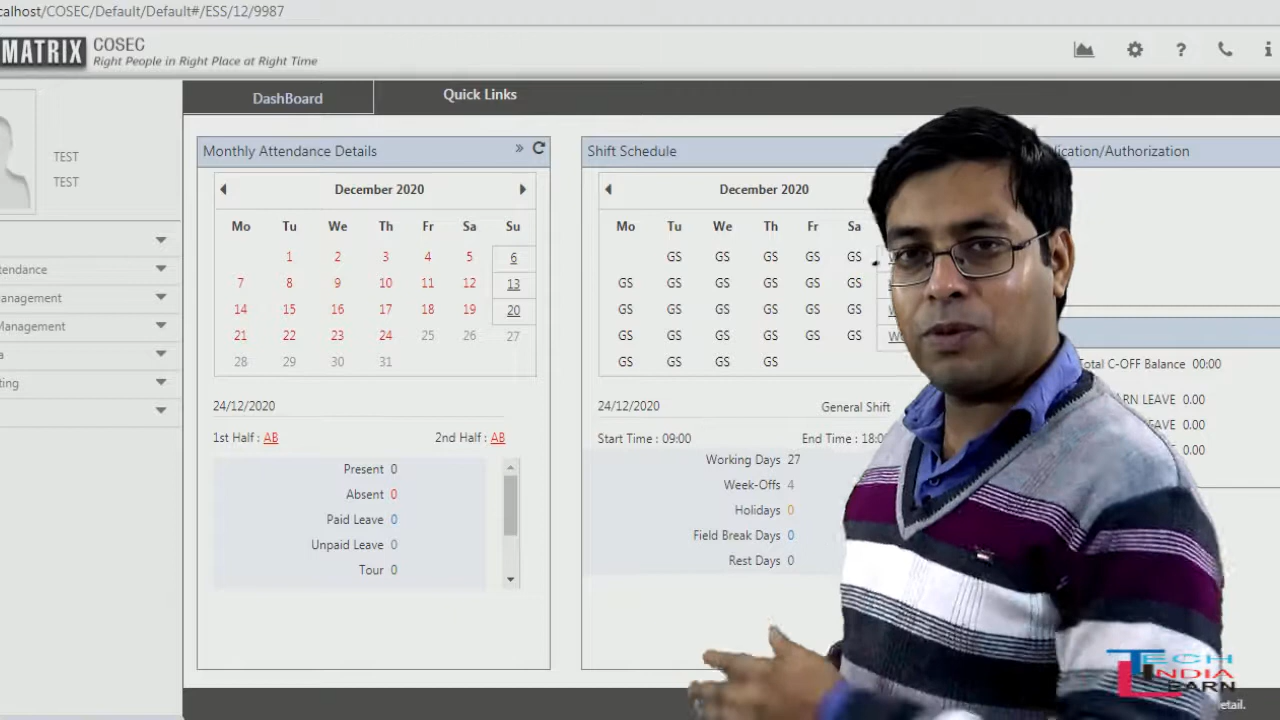 calhost/COSEC/Default/Default#/ESS/12/9987
MATRIX
COSEC
Right People in Right Place at Right Time
?
i
TEST
TEST
tendance
anagement
Management
a
ting
DashBoard
Quick Links
Monthly Attendance Details »
December 2020
Mo Tu We Th Fr Sa Su
1 2 3 4 5 6
7 8 9 10 11 12 13
14 15 16 17 18 19 20
21 22 23 24 25 26 27
28 29 30 31
24/12/2020
1st Half : AB 2nd Half : AB
Present 0
Absent 0
Paid Leave 0
Unpaid Leave 0
Tour 0
Shift Schedule
December 2020
Mo Tu We Th Fr Sa
GS GS GS GS GS
GS GS GS GS GS GS
GS GS GS GS GS GS
GS GS GS GS GS GS
GS GS GS GS
24/12/2020 General Shift
Start Time : 09:00 End Time : 18:0
Working Days 27
Week-Offs 4
Holidays 0
Field Break Days 0
Rest Days 0
lication/Authorization
Total C-OFF Balance 00:00
ARN LEAVE 0.00
AVE 0.00
0.00
TECH
INDIA
LEARN
etail.